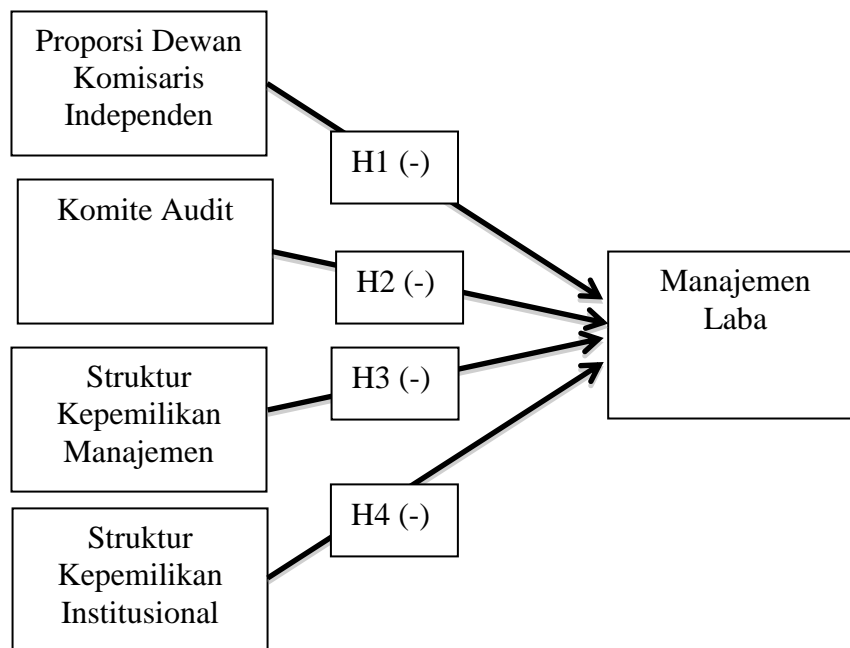 Proporsi Dewan
Komisaris
Independen
H1 (-)
Komite Audit
H2 (-)
Manajemen
Laba
Struktur
Kepemilikan
Manajemen
H3 (-)
Struktur
Kepemilikan
Institusional
H4 (-)